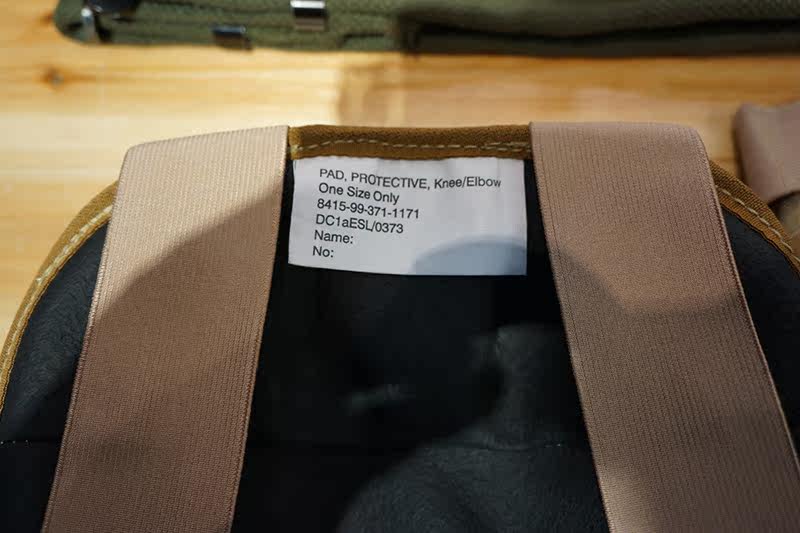 PAD, PROTECTIVE, Knee/Elbow
One Size Only
8415-99-371-1171
DC1aESL/0373
Name:
No: